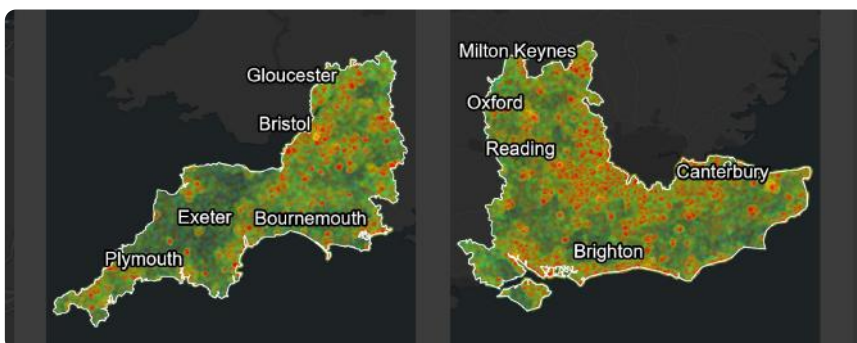 Gloucester
Bristol
Exeter
Bournemouth
Plymouth
Milton Keynes
Oxford
Reading
Canterbury
Brighton